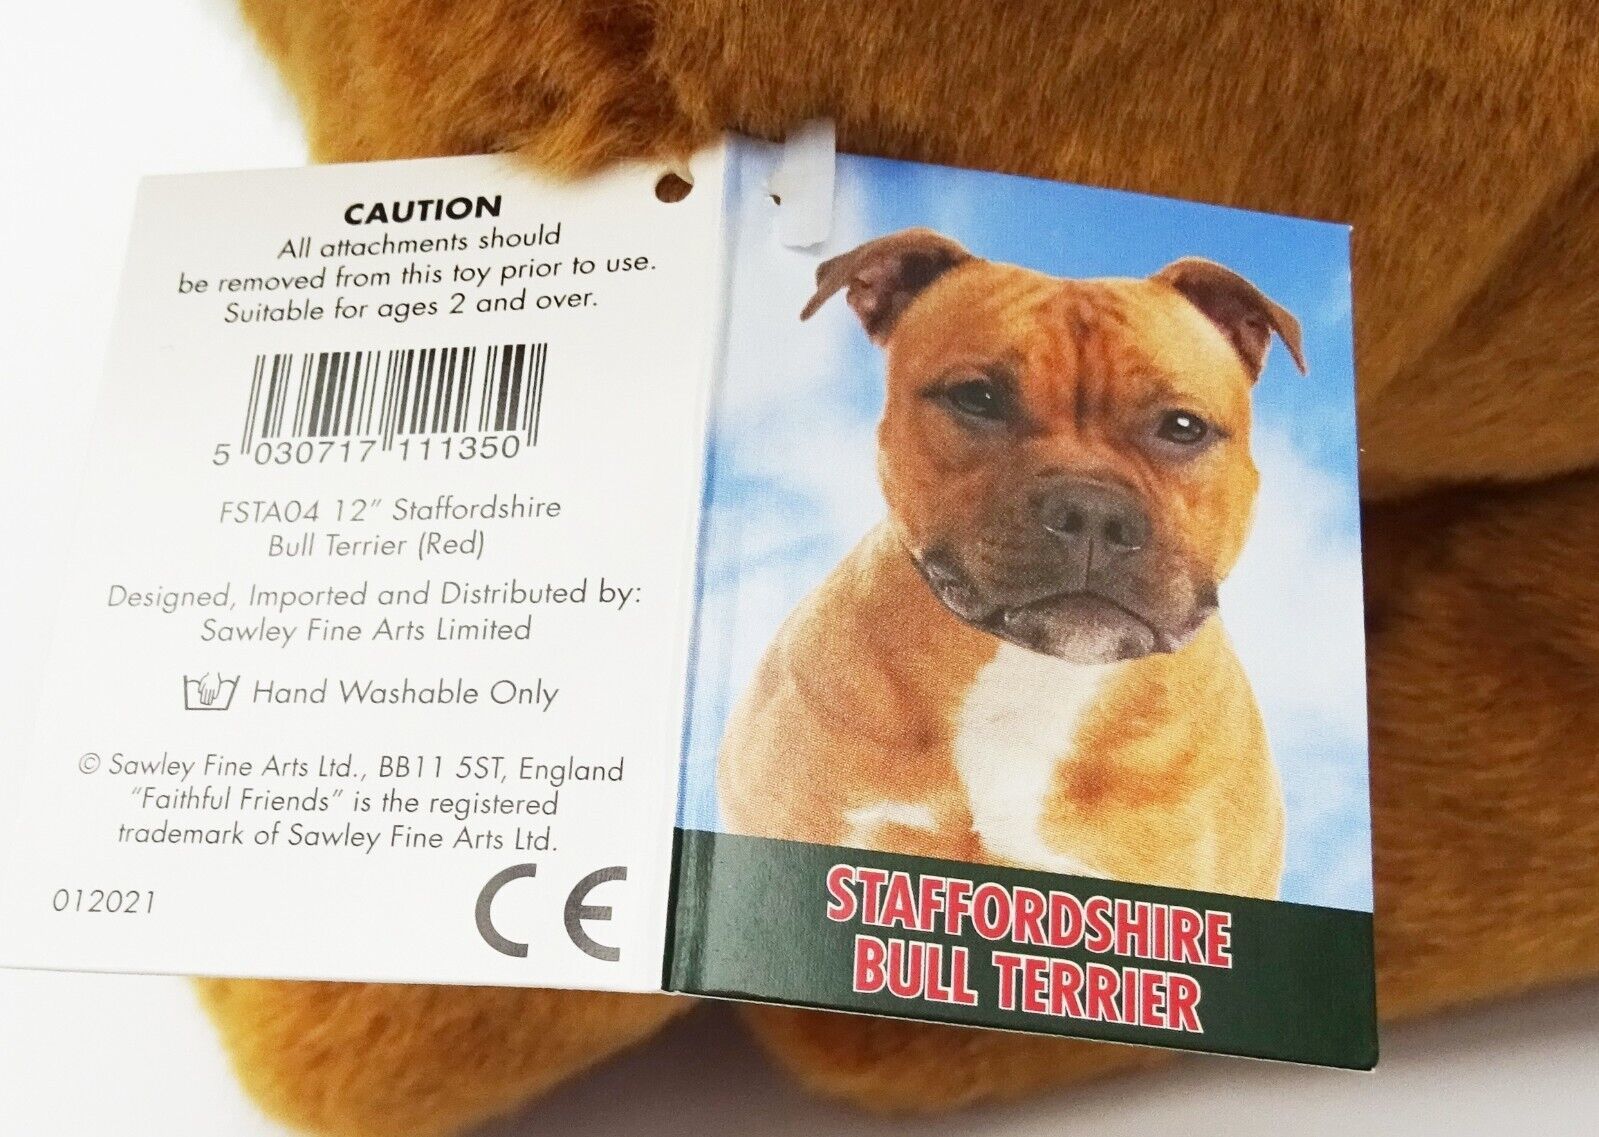 CAUTION
All attachments should
be removed from this toy prior to use.
Suitable for ages 2 and over.
5 030717 111350
FSTA04 12" Staffordshire
Bull Terrier (Red)
Designed, Imported and Distributed by:
Sawley Fine Arts Limited
Hand Washable Only
© Sawley Fine Arts Ltd., BB11 5ST, England
"Faithful Friends" is the registered
trademark of Sawley Fine Arts Ltd.
012021
CE
STAFFORDSHIRE
BULL TERRIER